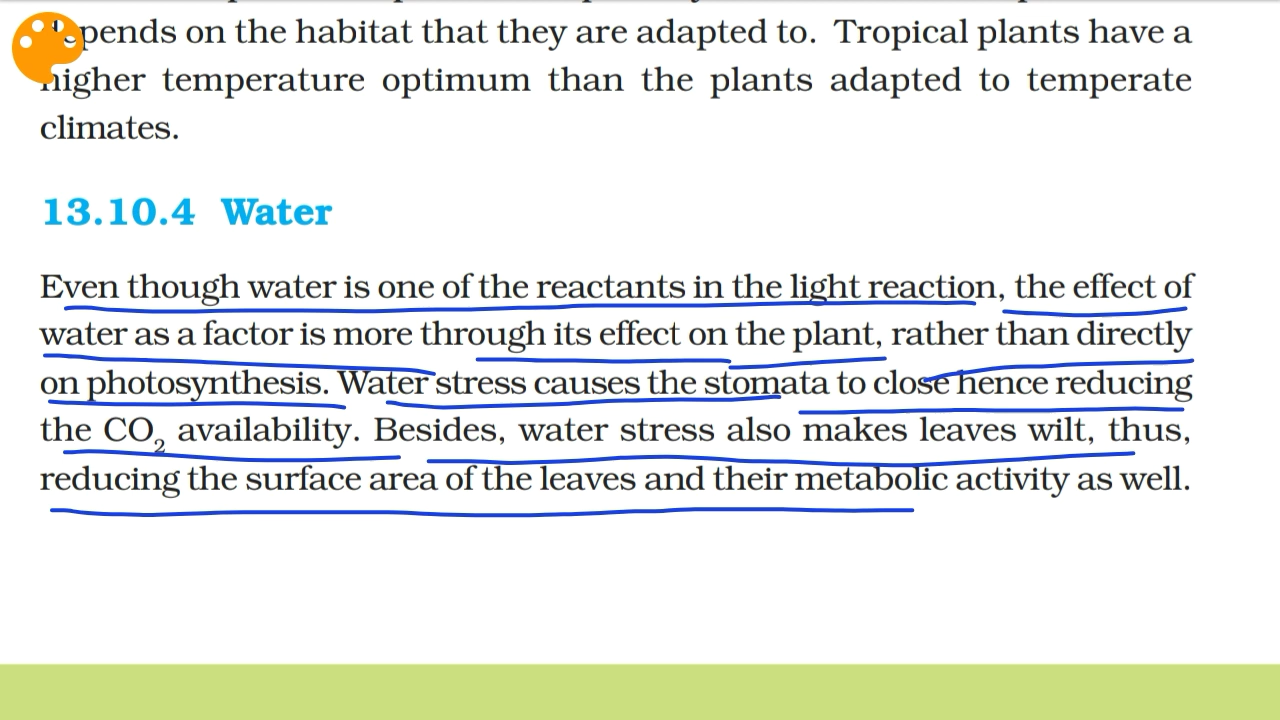 depends on the habitat that they are adapted to. Tropical plants have a
higher temperature optimum than the plants adapted to temperate
climates.
13.10.4 Water
Even though water is one of the reactants in the light reaction, the effect of
water as a factor is more through its effect on the plant, rather than directly
on photosynthesis. Water stress causes the stomata to close hence reducing
the CO₂ availability. Besides, water stress also makes leaves wilt, thus,
reducing the surface area of the leaves and their metabolic activity as well.